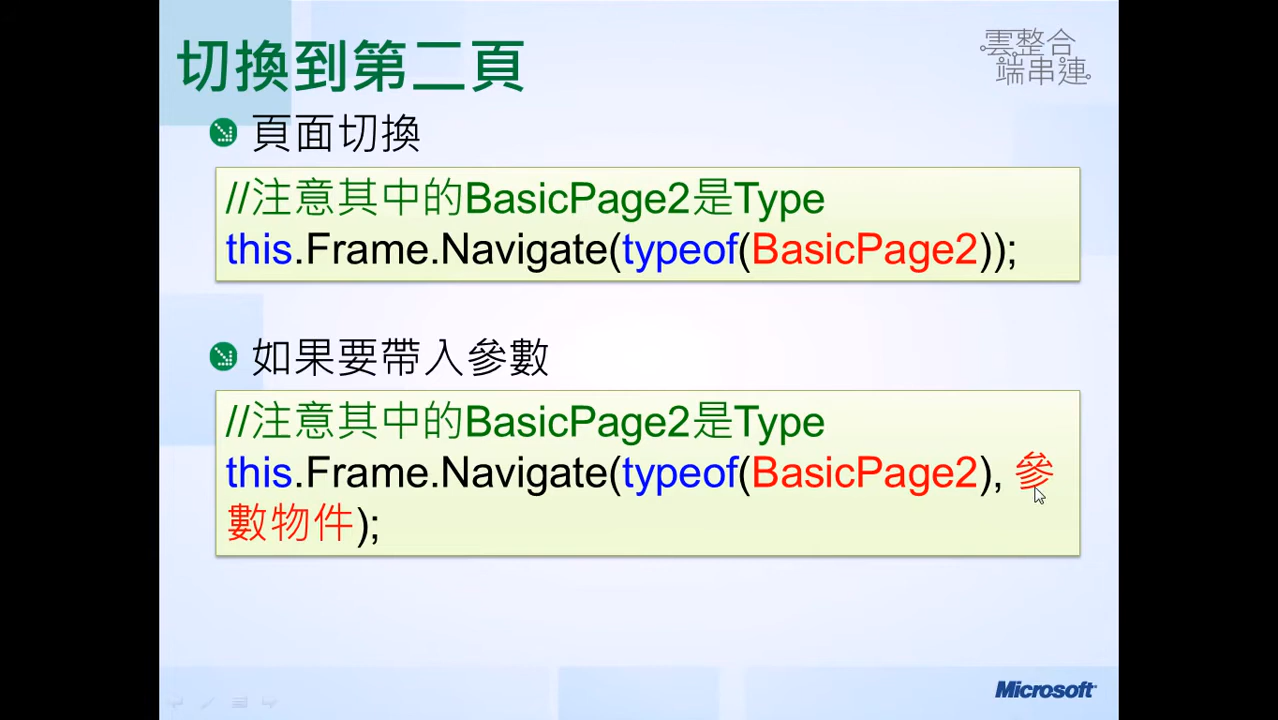 切換到第二頁
雲整合
端串連
頁面切換
//注意其中的BasicPage2是Type
this.Frame.Navigate(typeof(BasicPage2));
如果要帶入參數
//注意其中的BasicPage2是Type
this.Frame.Navigate(typeof(BasicPage2), 參
數物件);
Microsoft